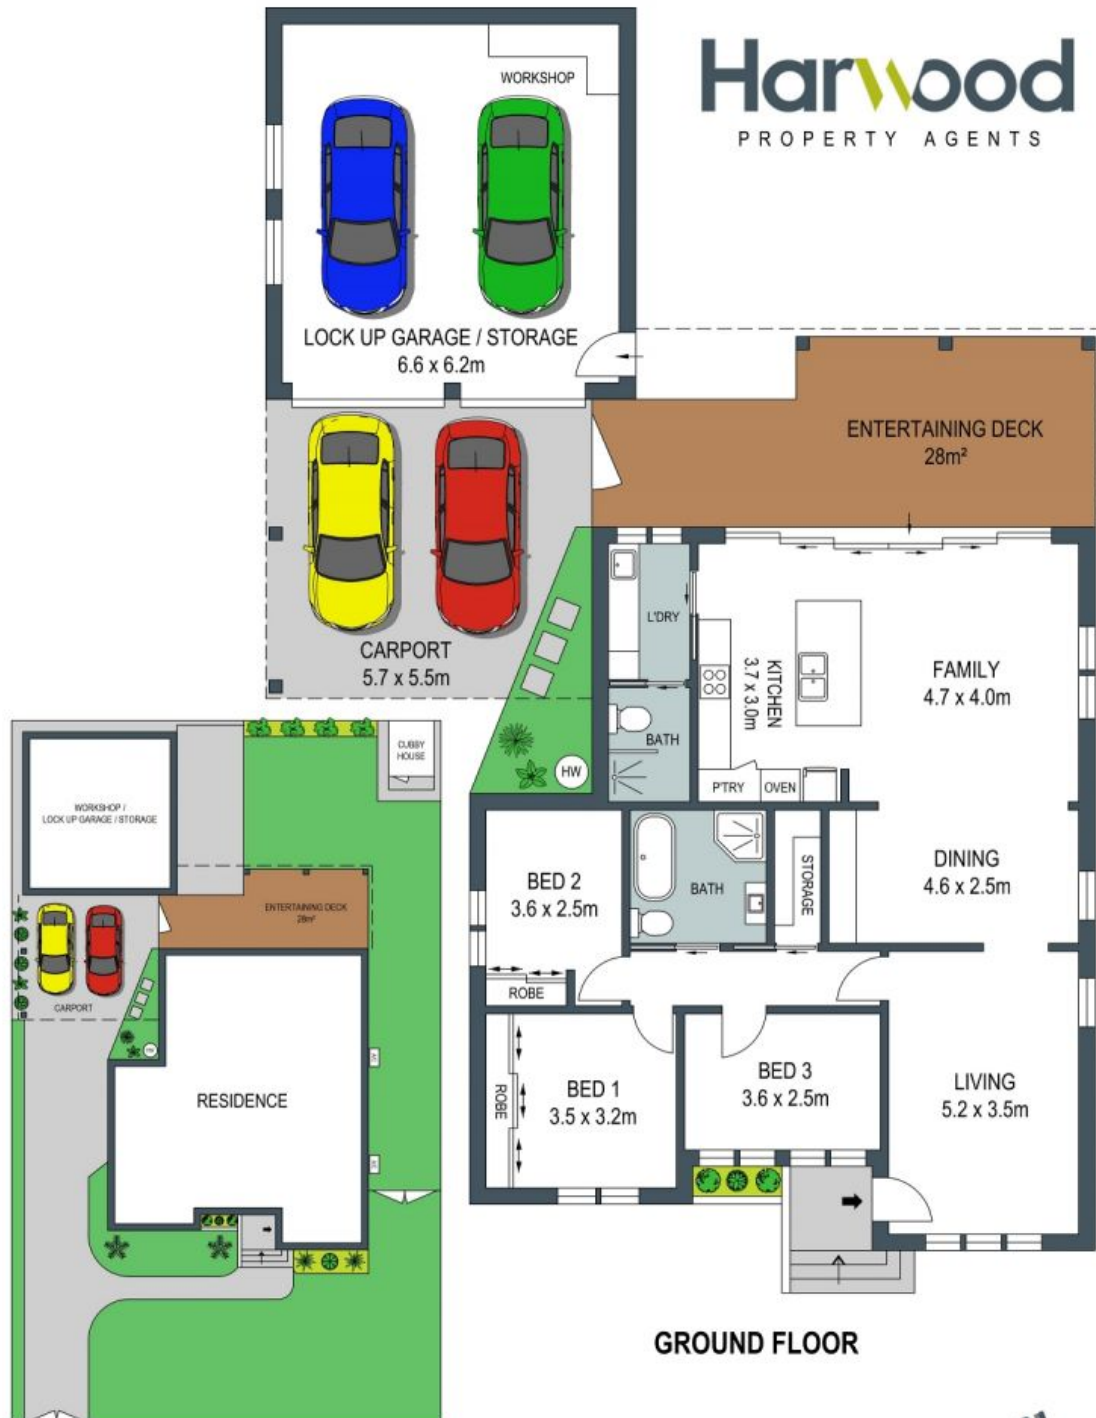 Harwood
PROPERTY AGENTS
WORKSHOP
LOCK UP GARAGE / STORAGE
6.6 x 6.2m
ENTERTAINING DECK
28m²
CARPORT
5.7 x 5.5m
L'DRY
KITCHEN
3.7 x 3.0m
FAMILY
4.7 x 4.0m
BATH
HW
P'TRY
OVEN
BED 2
3.6 x 2.5m
BATH
STORAGE
DINING
4.6 x 2.5m
ROBE
ROBE
BED 1
3.5 x 3.2m
BED 3
3.6 x 2.5m
LIVING
5.2 x 3.5m
GROUND FLOOR
CUBBY
HOUSE
WORKSHOP /
LOCK UP GARAGE / STORAGE
ENTERTAINING DECK
28m²
CARPORT
HW
RESIDENCE